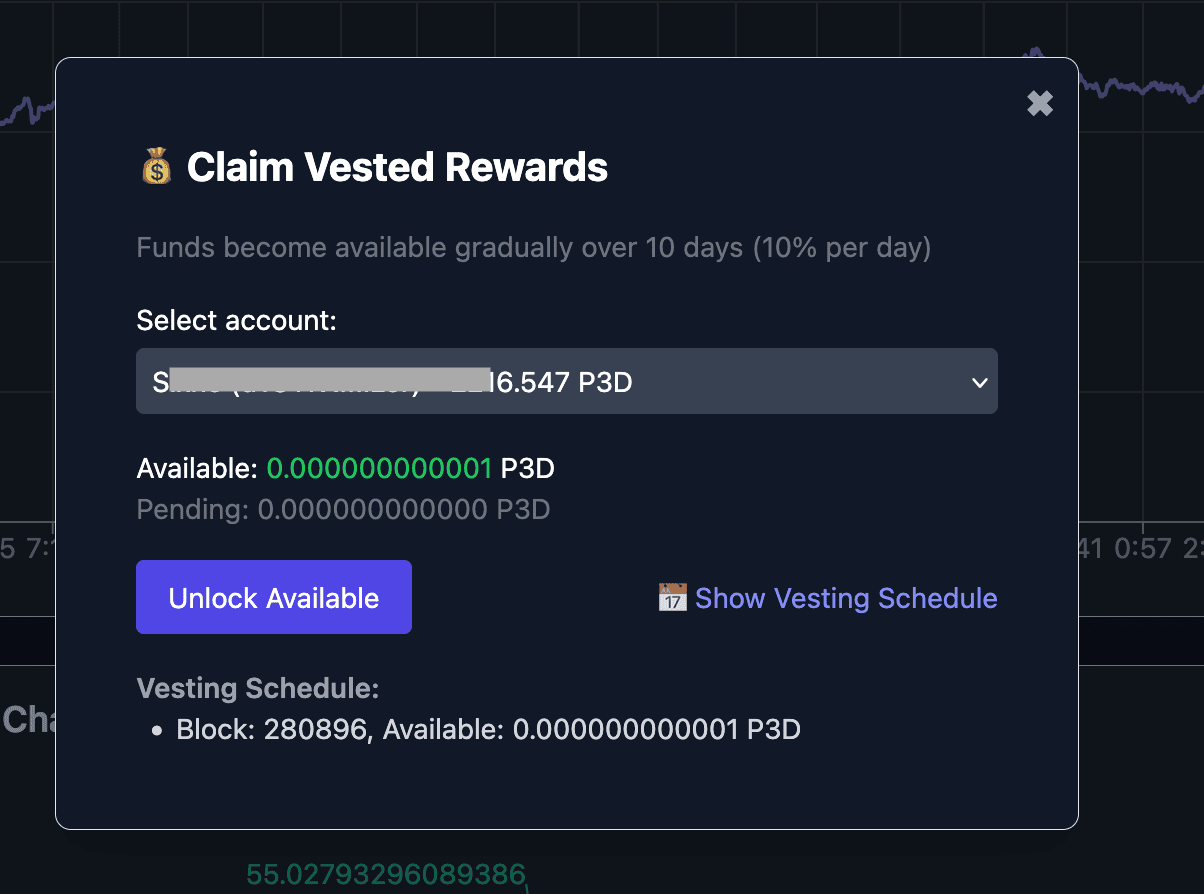 ✖
💰 Claim Vested Rewards
Funds become available gradually over 10 days (10% per day)
Select account:
S 16.547 P3D
Available: 0.000000000001 P3D
Pending: 0.000000000000 P3D
5 7:
41 0:57 2:
Unlock Available
📅 Show Vesting Schedule
Vesting Schedule:
• Block: 280896, Available: 0.000000000001 P3D
Cha
55.02793296089386